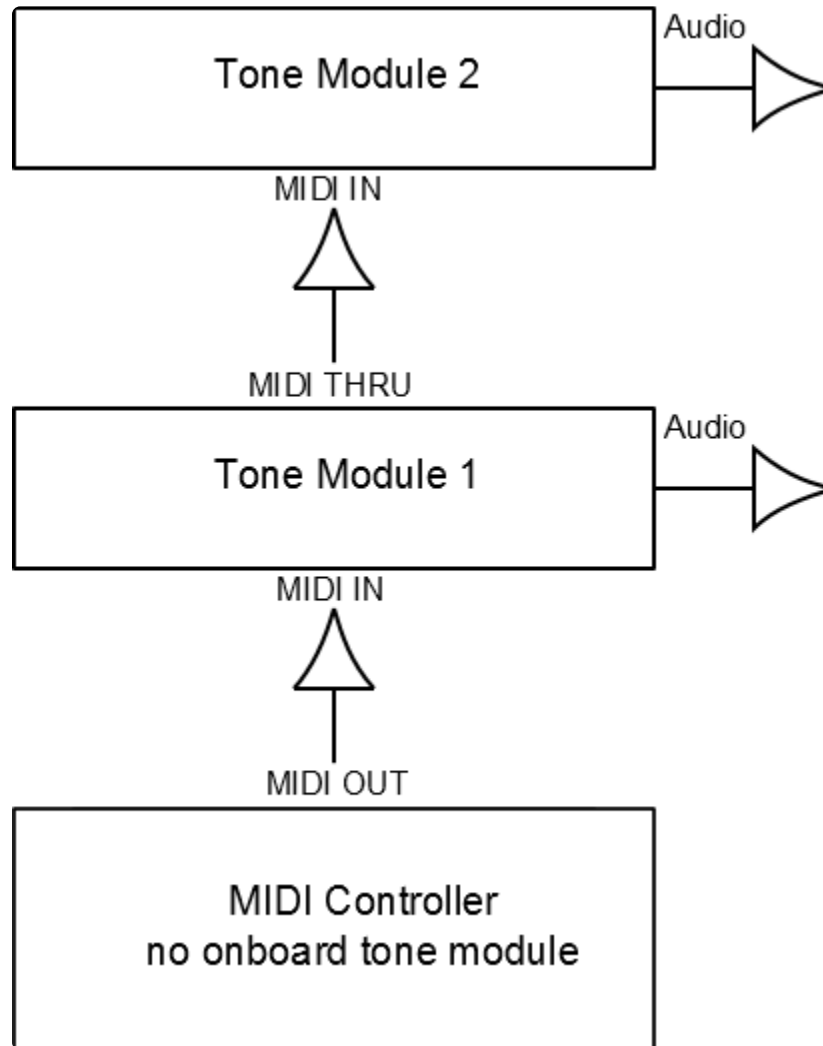 Audio
Tone Module 2
MIDI IN
MIDI THRU
Audio
Tone Module 1
MIDI IN
MIDI OUT
MIDI Controller
no onboard tone module